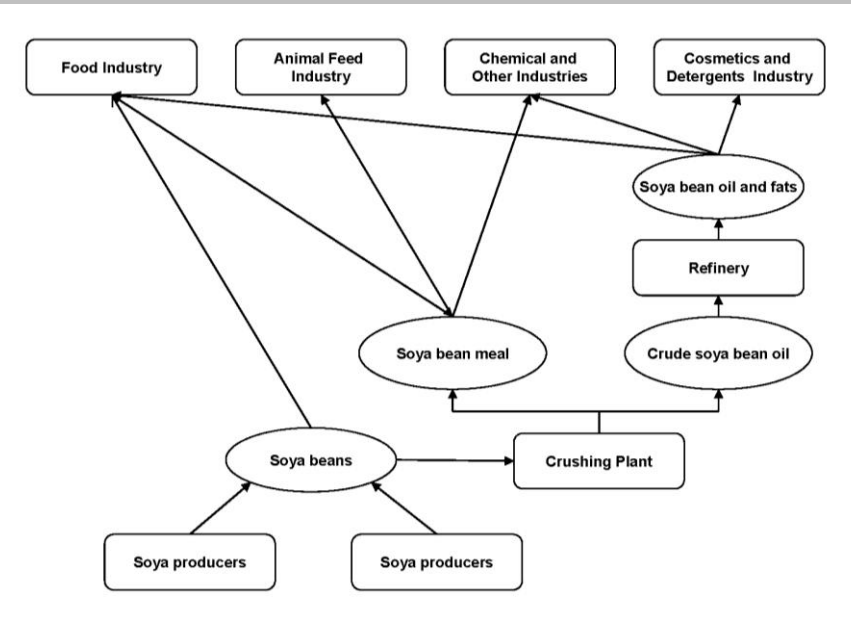 Food Industry
Animal Feed
Industry
Chemical and
Other Industries
Cosmetics and
Detergents Industry
Soya bean oil and fats
Refinery
Soya bean meal
Crude soya bean oil
Soya beans
Crushing Plant
Soya producers
Soya producers